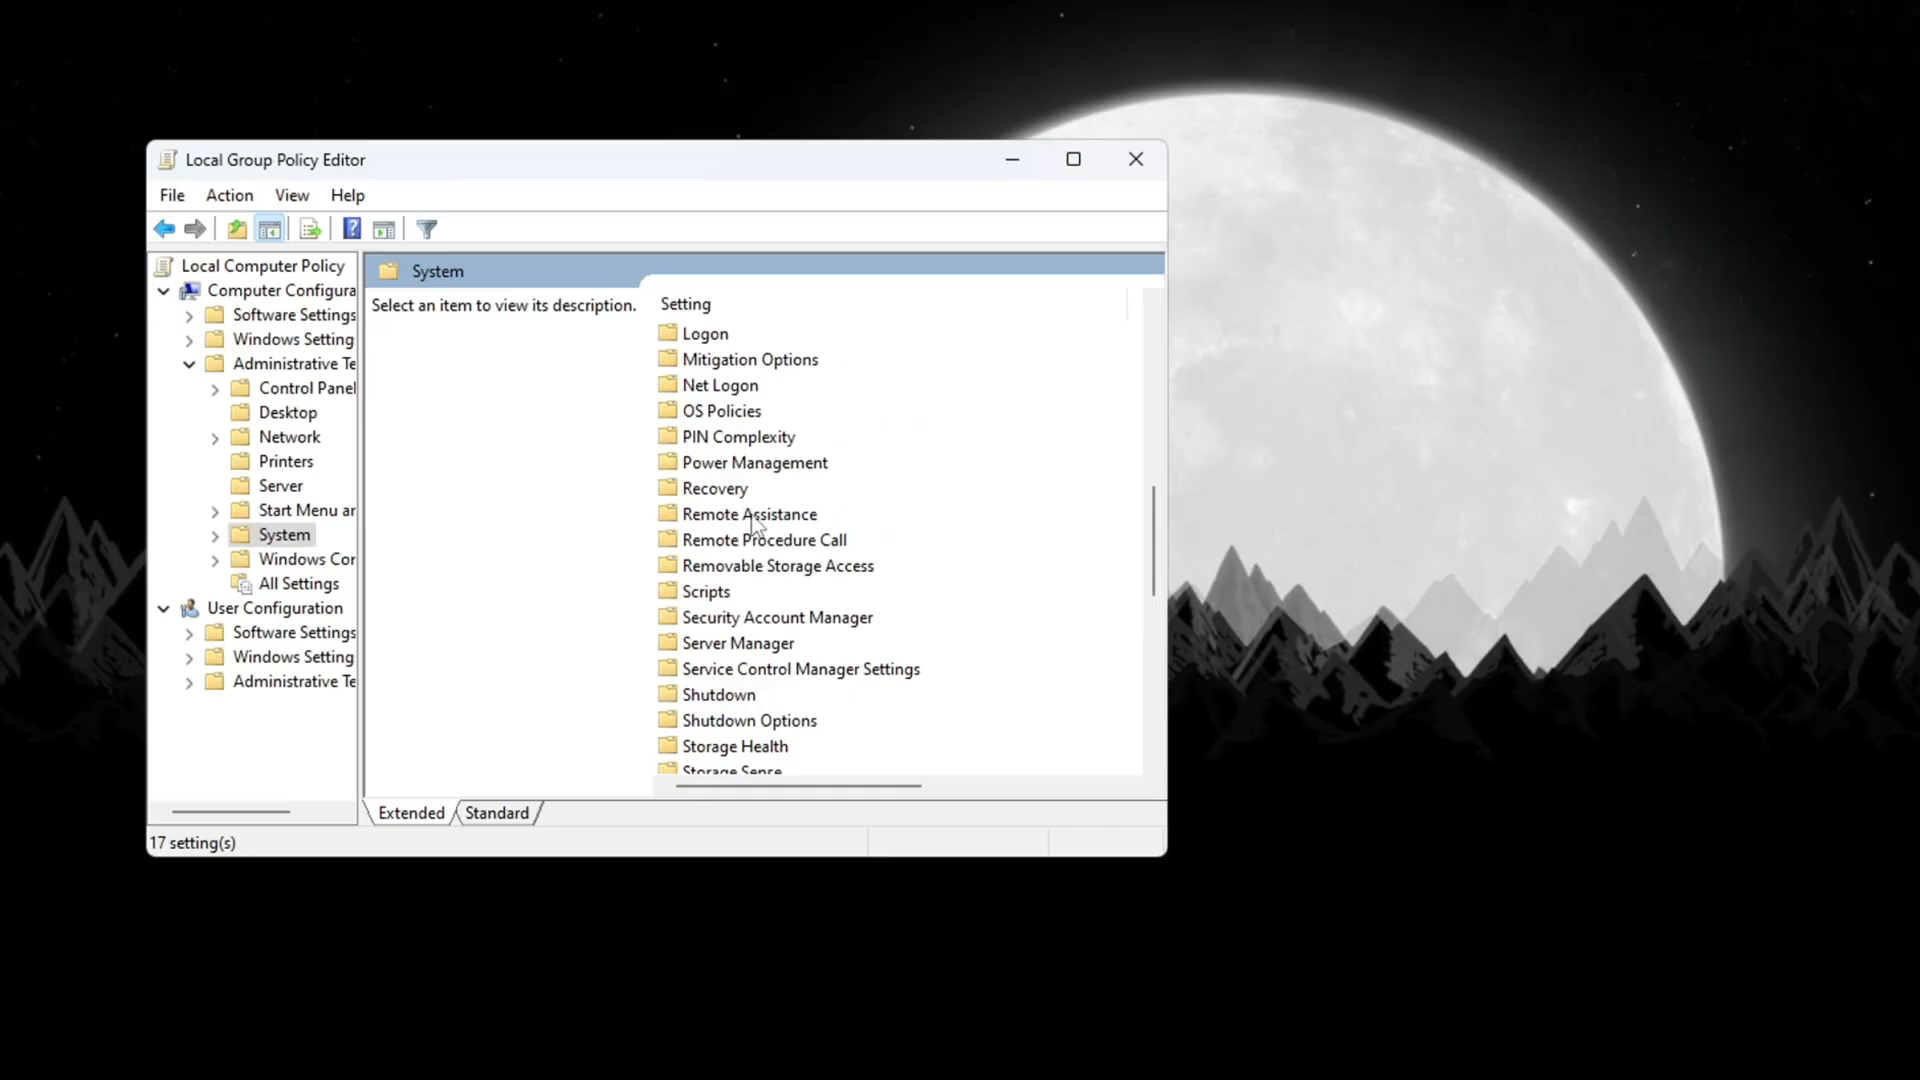 Local Group Policy Editor
File Action View Help
Local Computer Policy
Computer Configura
Software Settings
Windows Setting
Administrative Te
Control Panel
Desktop
Network
Printers
Server
Start Menu ar
System
Windows Cor
All Settings
User Configuration
Software Settings
Windows Setting
Administrative Te
System
Select an item to view its description.
Setting
Logon
Mitigation Options
Net Logon
OS Policies
PIN Complexity
Power Management
Recovery
Remote Assistance
Remote Procedure Call
Removable Storage Access
Scripts
Security Account Manager
Server Manager
Service Control Manager Settings
Shutdown
Shutdown Options
Storage Health
Storage Sense
Extended Standard
17 setting(s)